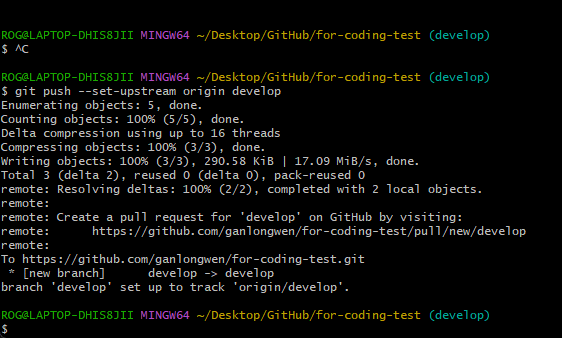 ROG@LAPTOP-DHIS8JII MINGW64 ~/Desktop/GitHub/for-coding-test (develop)
$ ^C
ROG@LAPTOP-DHIS8JII MINGW64 ~/Desktop/GitHub/for-coding-test (develop)
$ git push --set-upstream origin develop
Enumerating objects: 5, done.
Counting objects: 100% (5/5), done.
Delta compression using up to 16 threads
Compressing objects: 100% (3/3), done.
Writing objects: 100% (3/3), 290.58 KiB | 17.09 MiB/s, done.
Total 3 (delta 2), reused 0 (delta 0), pack-reused 0
remote: Resolving deltas: 100% (2/2), completed with 2 local objects.
remote:
remote: Create a pull request for 'develop' on GitHub by visiting:
remote:      https://github.com/ganlongwen/for-coding-test/pull/new/develop
remote:
To https://github.com/ganlongwen/for-coding-test.git
 * [new branch]      develop -> develop
branch 'develop' set up to track 'origin/develop'.
ROG@LAPTOP-DHIS8JII MINGW64 ~/Desktop/GitHub/for-coding-test (develop)
$